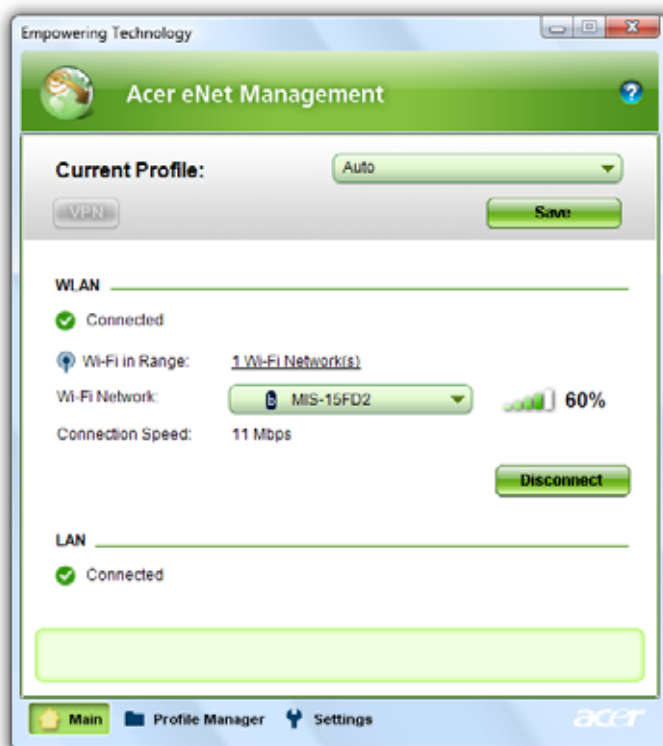 Empowering Technology
Acer eNet Management
Current Profile: Auto
VPN Save
WLAN
Connected
Wi-Fi in Range: 1 Wi-Fi Network(s)
Wi-Fi Network: MIS-15FD2 60%
Connection Speed: 11 Mbps
Disconnect
LAN
Connected
Main Profile Manager Settings acer